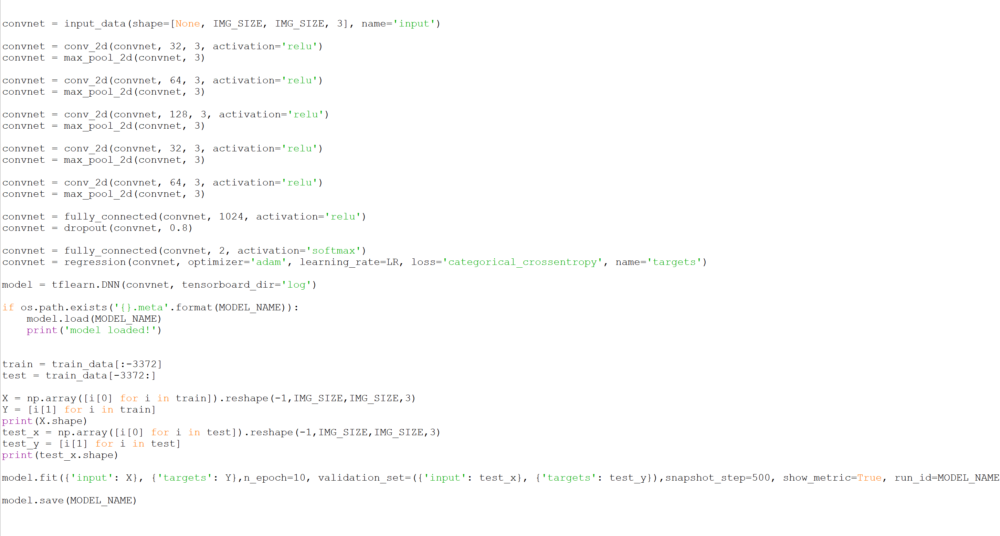 convnet = input_data(shape=[None, IMG_SIZE, IMG_SIZE, 3], name='input')
convnet = conv_2d(convnet, 32, 3, activation='relu')
convnet = max_pool_2d(convnet, 3)
convnet = conv_2d(convnet, 64, 3, activation='relu')
convnet = max_pool_2d(convnet, 3)
convnet = conv_2d(convnet, 128, 3, activation='relu')
convnet = max_pool_2d(convnet, 3)
convnet = conv_2d(convnet, 32, 3, activation='relu')
convnet = max_pool_2d(convnet, 3)
convnet = conv_2d(convnet, 64, 3, activation='relu')
convnet = max_pool_2d(convnet, 3)
convnet = fully_connected(convnet, 1024, activation='relu')
convnet = dropout(convnet, 0.8)
convnet = fully_connected(convnet, 2, activation='softmax')
convnet = regression(convnet, optimizer='adam', learning_rate=LR, loss='categorical_crossentropy', name='targets')
model = tflearn.DNN(convnet, tensorboard_dir='log')
if os.path.exists('{}.meta'.format(MODEL_NAME)):
    model.load(MODEL_NAME)
    print('model loaded!')
train = train_data[:-3372]
test = train_data[-3372:]
X = np.array([i[0] for i in train]).reshape(-1,IMG_SIZE,IMG_SIZE,3)
Y = [i[1] for i in train]
print(X.shape)
test_x = np.array([i[0] for i in test]).reshape(-1,IMG_SIZE,IMG_SIZE,3)
test_y = [i[1] for i in test]
print(test_x.shape)
model.fit({'input': X}, {'targets': Y},n_epoch=10, validation_set=({'input': test_x}, {'targets': test_y}),snapshot_step=500, show_metric=True, run_id=MODEL_NAME
model.save(MODEL_NAME)